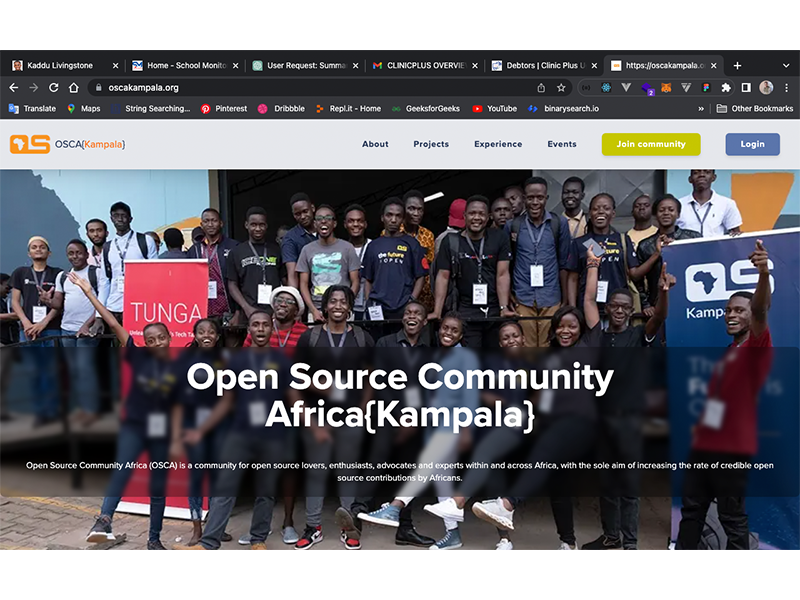 Kaddu Livingstone
Home - School Monito
User Request: Summa
CLINICPLUS OVERVIE
Debtors | Clinic Plus U
https://oscakampala.o
oscakampala.org
Translate
Maps
String Searching...
Pinterest
Dribbble
Repl.it - Home
GeeksforGeeks
YouTube
binarysearch.io
»
Other Bookmarks
OS OSCA{Kampala}
About
Projects
Experience
Events
Join community
Login
TUNGA
the future
OPEN
OS
Kampa
Open Source Community
Africa{Kampala}
Open Source Community Africa (OSCA) is a community for open source lovers, enthusiasts, advocates and experts within and across Africa, with the sole aim of increasing the rate of credible open
source contributions by Africans.